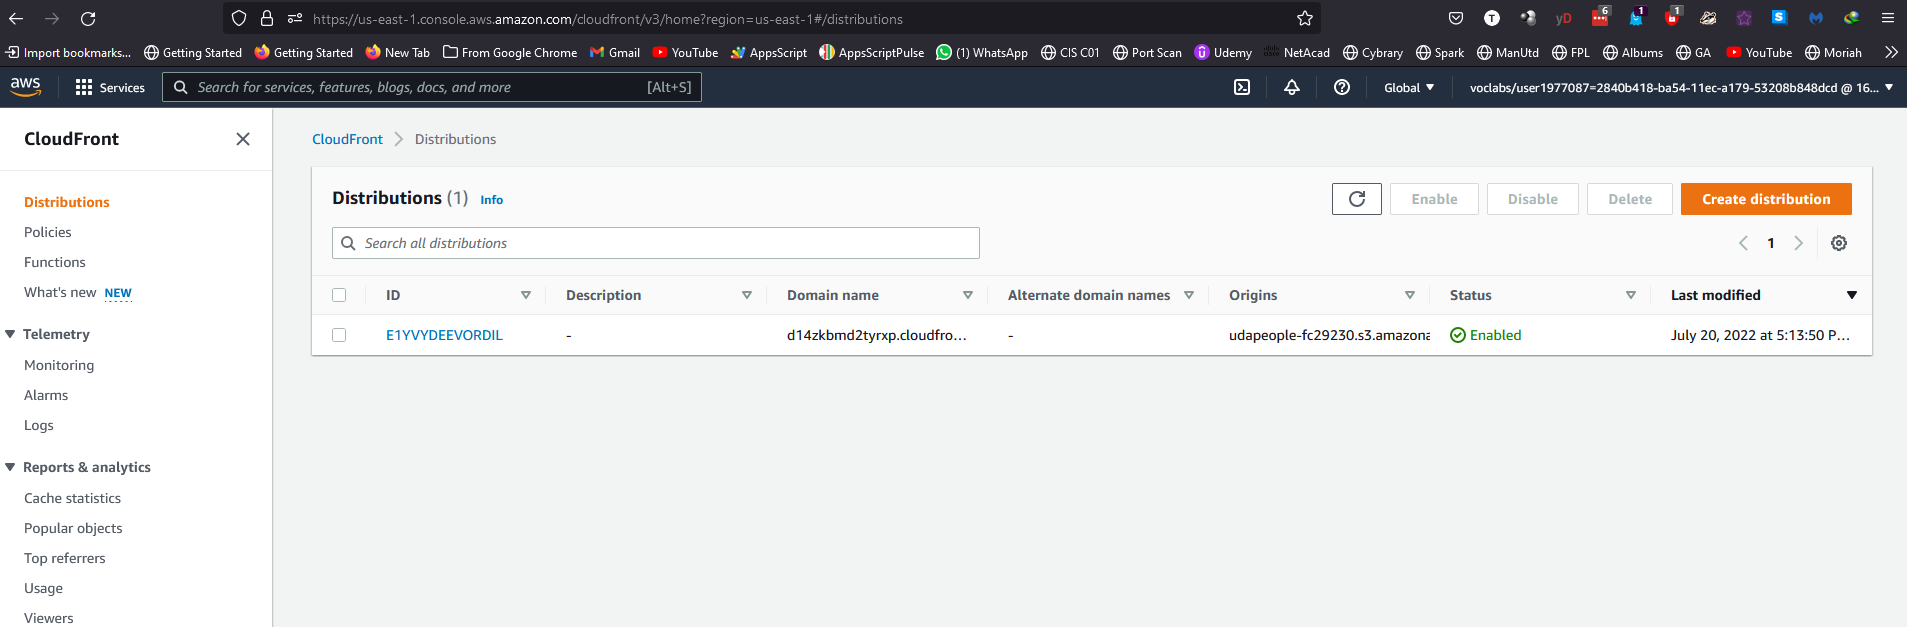 https://us-east-1.console.aws.amazon.com/cloudfront/v3/home?region=us-east-1#/distributions
T yD 6 1 1 S
Import bookmarks... Getting Started Getting Started New Tab From Google Chrome Gmail YouTube AppsScript AppsScriptPulse (1) WhatsApp CIS C01 Port Scan Udemy NetAcad Cybrary Spark ManUtd FPL Albums GA YouTube Moriah
aws Services Search for services, features, blogs, docs, and more [Alt+S] Global voclabs/user1977087=2840b418-ba54-11ec-a179-53208b848dcd @ 16...
CloudFront
Distributions
Policies
Functions
What's new NEW
Telemetry
Monitoring
Alarms
Logs
Reports & analytics
Cache statistics
Popular objects
Top referrers
Usage
Viewers
CloudFront Distributions
Distributions (1) Info Enable Disable Delete Create distribution
Search all distributions 1
ID Description Domain name Alternate domain names Origins Status Last modified
E1YVYDEEVORDIL - d14zkbmd2tyrxp.cloudfro... - udapeople-fc29230.s3.amazona Enabled July 20, 2022 at 5:13:50 P...